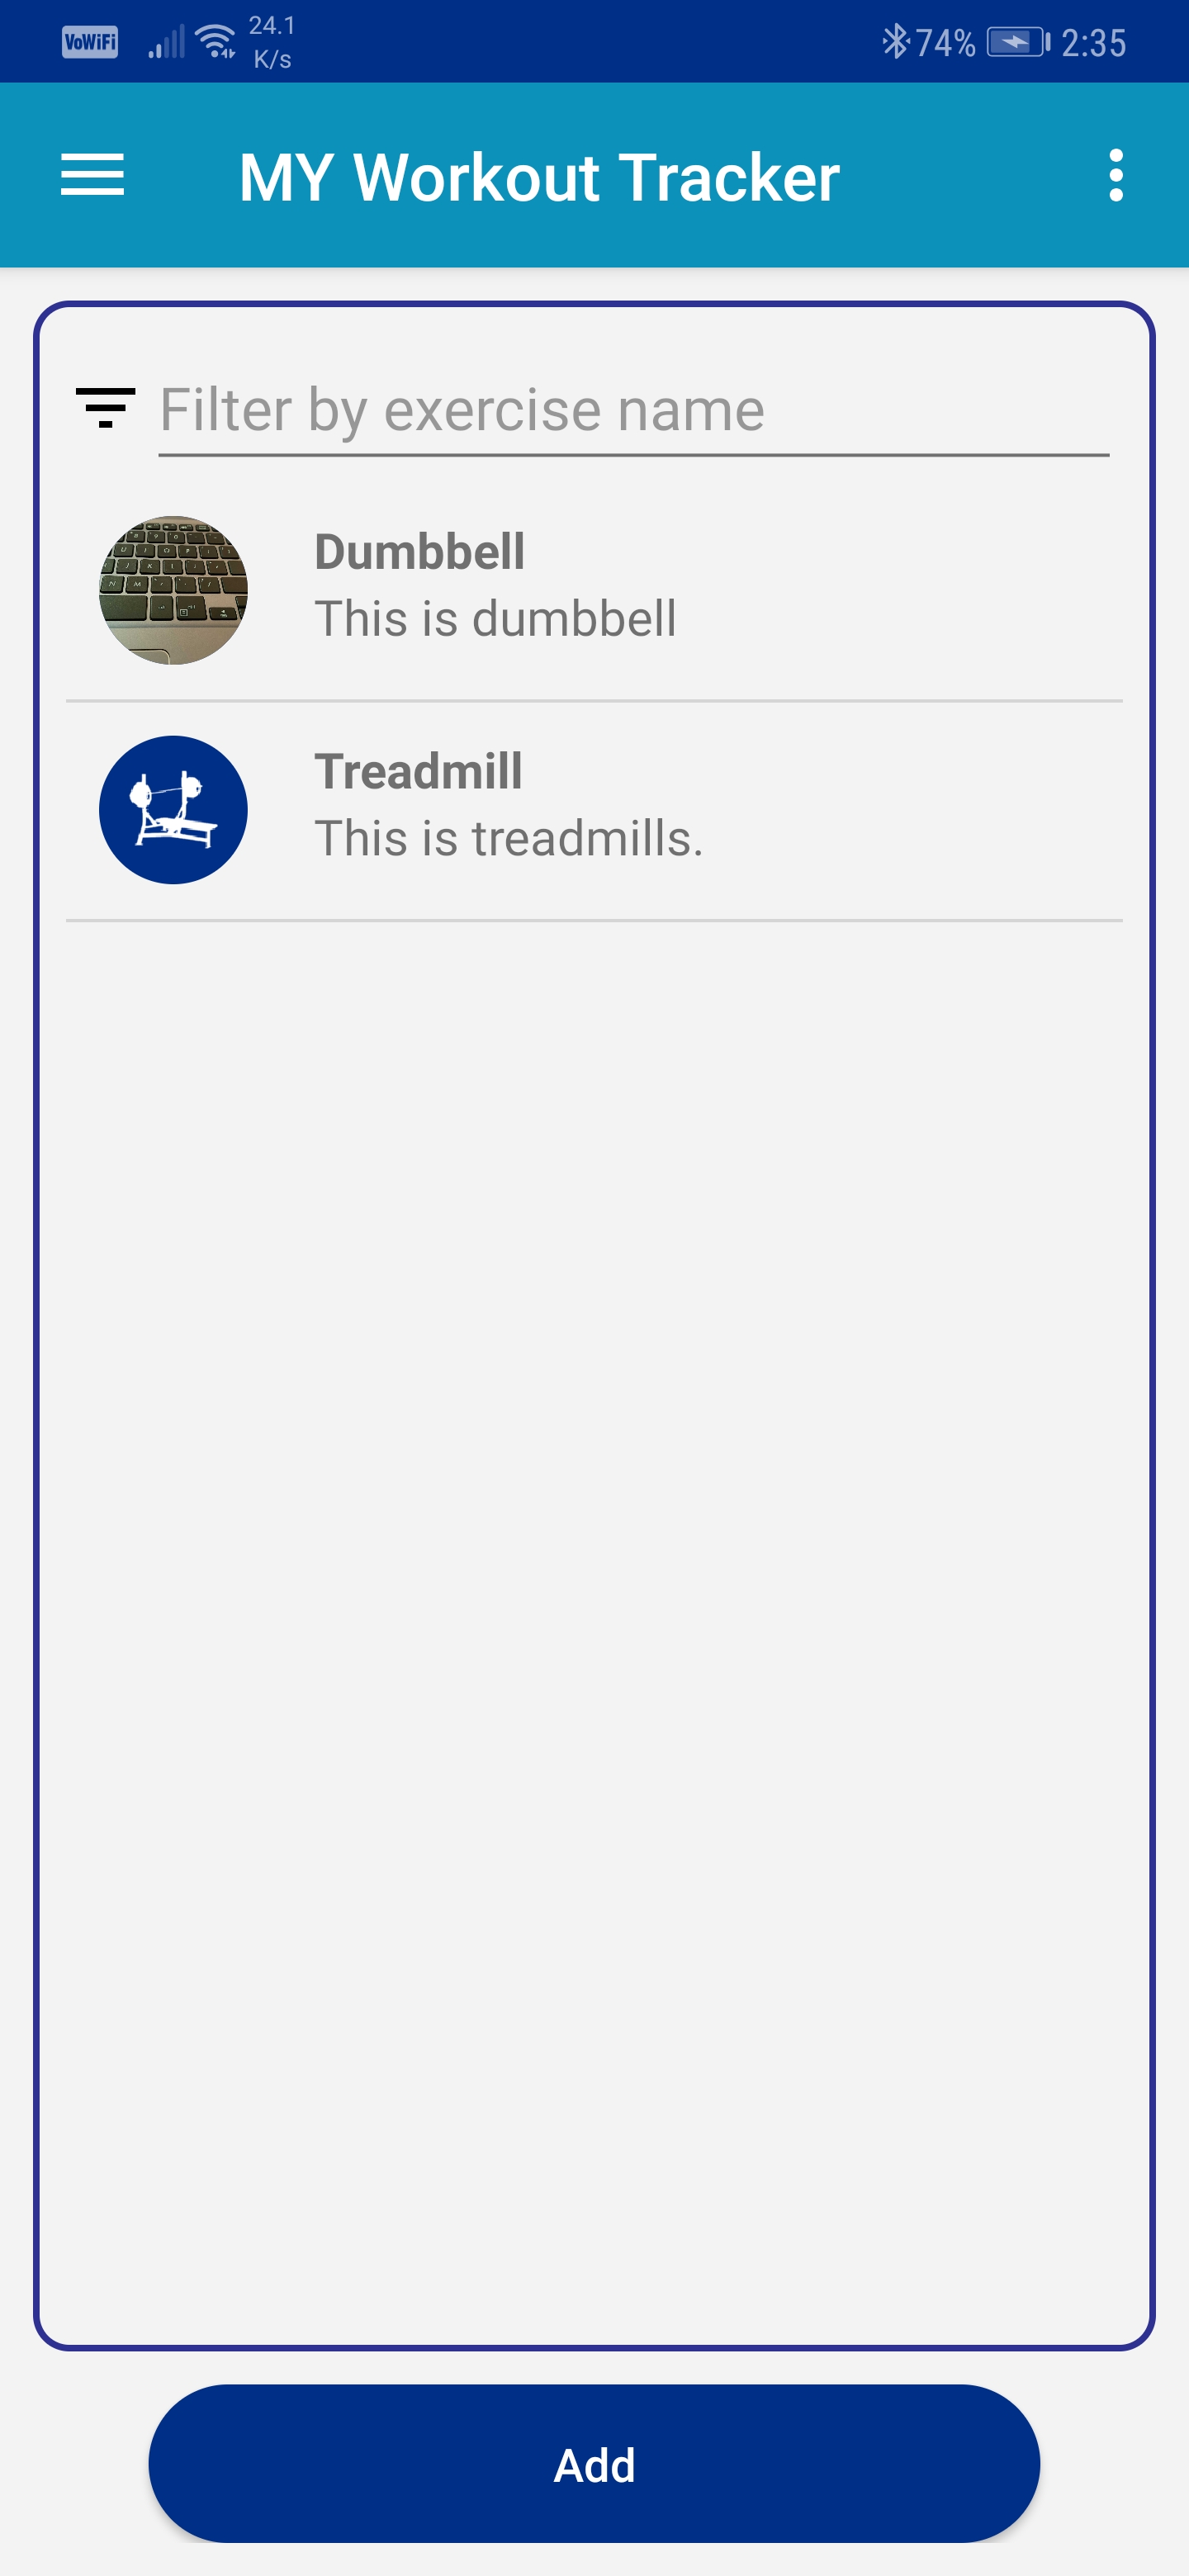 VoWiFi 24.1 K/s 74% 2:35
MY Workout Tracker
Filter by exercise name
Dumbbell
This is dumbbell
Treadmill
This is treadmills.
Add